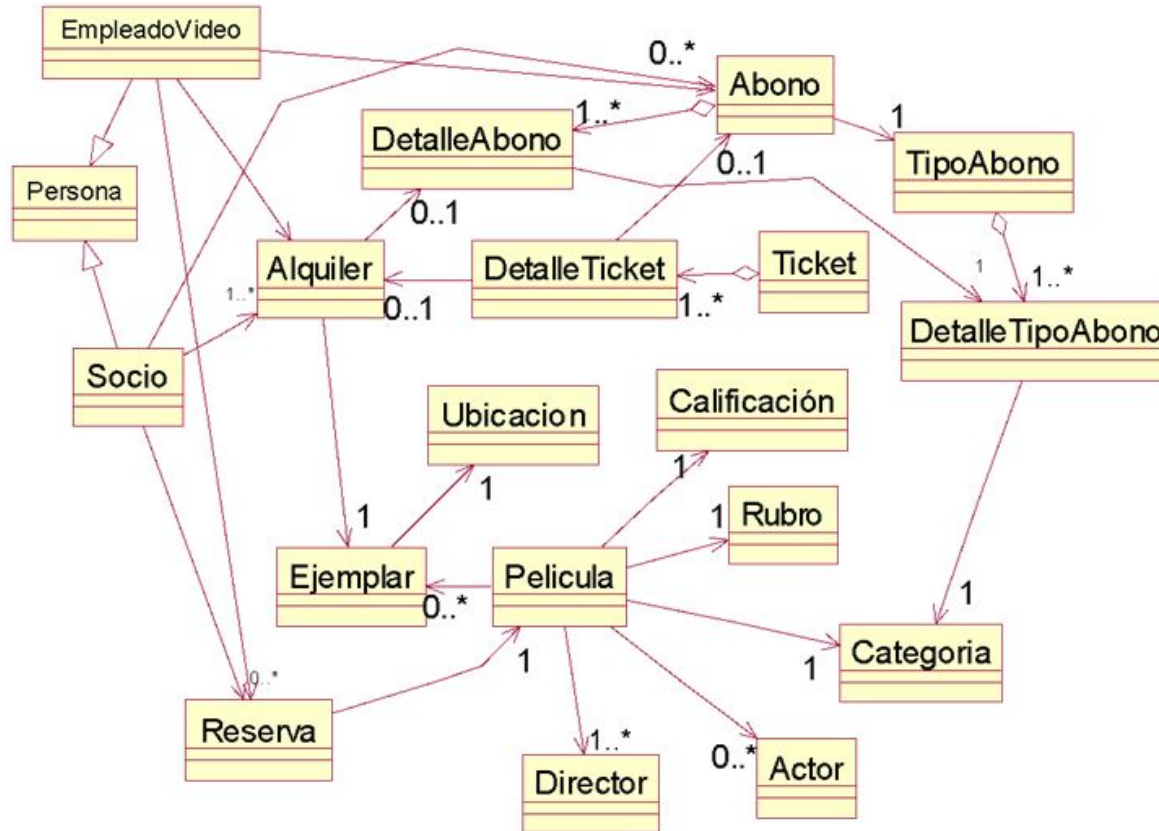 EmpleadoVideo
0..*
Abono
1..*
DetalleAbono
1
TipoAbono
0..1
Persona
0..1
Alquiler
DetalleTicket
Ticket
1..*
0..1
1..*
1
1..*
DetalleTipoAbono
Socio
Ubicacion
Calificación
1
1
1
1
Rubro
Ejemplar
Pelicula
0..*
1
1
1
Categoria
0..*
Reserva
1..*
0..*
Director
Actor